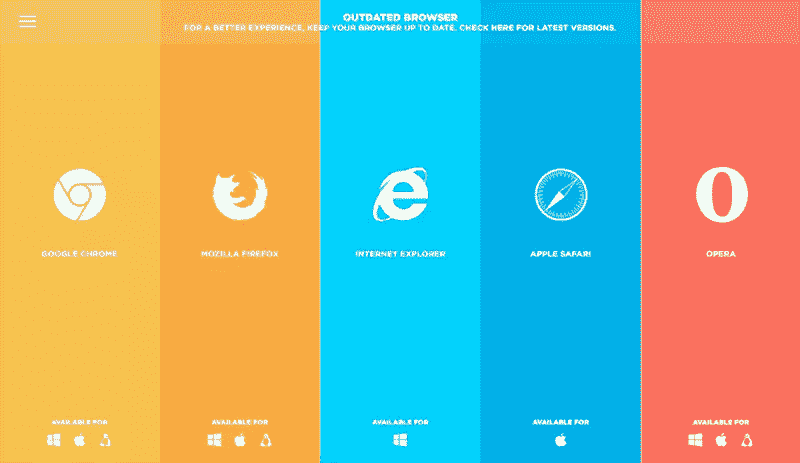 OUTDATED BROWSER
FOR A BETTER EXPERIENCE, KEEP YOUR BROWSER UP TO DATE. CHECK HERE FOR LATEST VERSIONS.
GOOGLE CHROME
MOZILLA FIREFOX
INTERNET EXPLORER
APPLE SAFARI
OPERA
AVAILABLE FOR
AVAILABLE FOR
AVAILABLE FOR
AVAILABLE FOR
AVAILABLE FOR